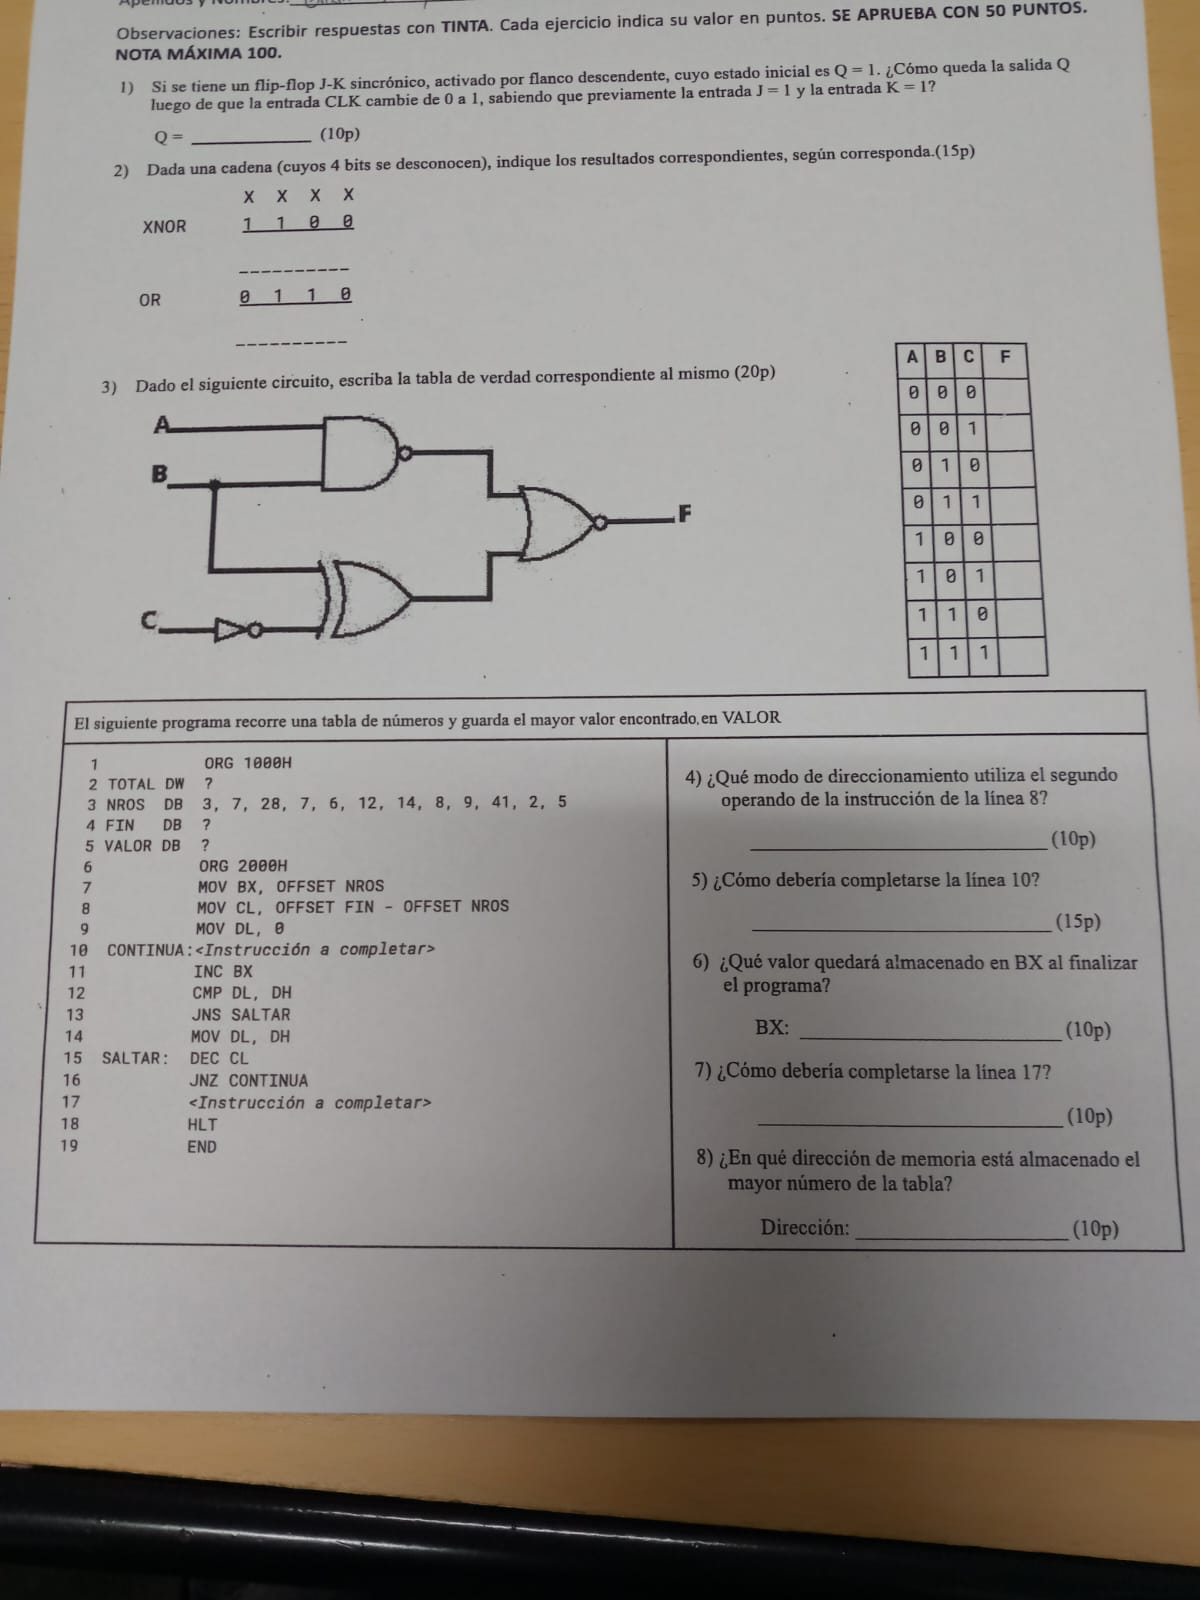 Observaciones: Escribir respuestas con TINTA. Cada ejercicio indica su valor en puntos. SE APRUEBA CON 50 PUNTOS.
NOTA MÁXIMA 100.
1) Si se tiene un flip-flop J-K sincrónico, activado por flanco descendente, cuyo estado inicial es Q = 1. ¿Cómo queda la salida Q
luego de que la entrada CLK cambie de 0 a 1, sabiendo que previamente la entrada J = 1 y la entrada K = 1?
Q = ____________ (10p)
2) Dada una cadena (cuyos 4 bits se desconocen), indique los resultados correspondientes, según corresponda.(15p)
X X X X
XNOR 1 1 0 0
----------
OR 0 1 1 0
----------
3) Dado el siguiente circuito, escriba la tabla de verdad correspondiente al mismo (20p)
A
B
C
F
A B C F
0 0 0
0 0 1
0 1 0
0 1 1
1 0 0
1 0 1
1 1 0
1 1 1
El siguiente programa recorre una tabla de números y guarda el mayor valor encontrado en VALOR
1 ORG 1000H
2 TOTAL DW ?
3 NROS DB 3, 7, 28, 7, 6, 12, 14, 8, 9, 41, 2, 5
4 FIN DB ?
5 VALOR DB ?
6 ORG 2000H
7 MOV BX, OFFSET NROS
8 MOV CL, OFFSET FIN - OFFSET NROS
9 MOV DL, 0
10 CONTINUA:<Instrucción a completar>
11 INC BX
12 CMP DL, DH
13 JNS SALTAR
14 MOV DL, DH
15 SALTAR: DEC CL
16 JNZ CONTINUA
17 <Instrucción a completar>
18 HLT
19 END
4) ¿Qué modo de direccionamiento utiliza el segundo
operando de la instrucción de la línea 8?
____________ (10p)
5) ¿Cómo debería completarse la línea 10?
____________ (15p)
6) ¿Qué valor quedará almacenado en BX al finalizar
el programa?
BX: ____________ (10p)
7) ¿Cómo debería completarse la línea 17?
____________ (10p)
8) ¿En qué dirección de memoria está almacenado el
mayor número de la tabla?
Dirección: ____________ (10p)